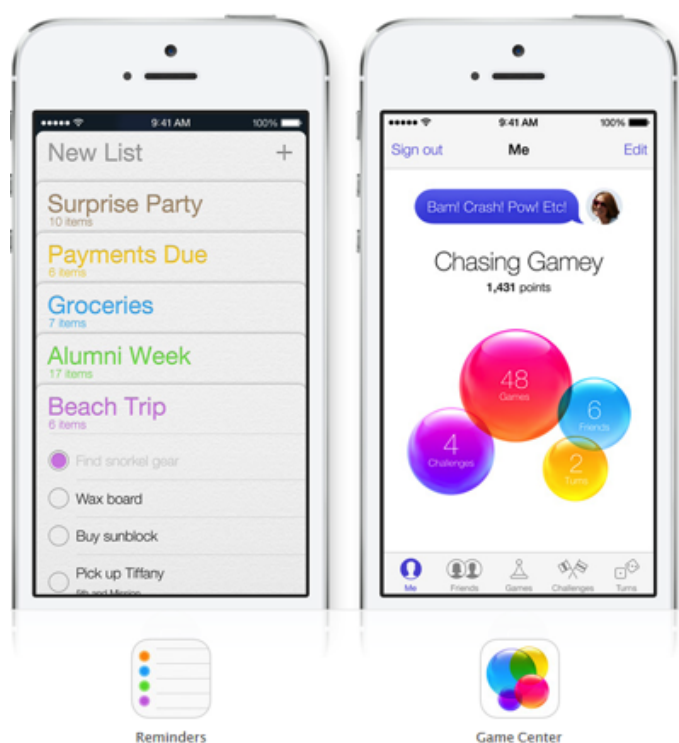 9:41 AM 100%
New List +
Surprise Party
10 items
Payments Due
6 items
Groceries
7 items
Alumni Week
17 items
Beach Trip
6 items
Find snorkel gear
Wax board
Buy sunblock
Pick up Tiffany
5th and Mission
Reminders
9:41 AM 100%
Sign out Me Edit
Bam! Crash! Pow! Etc!
Chasing Gamey
1,431 points
48
Games
6
Friends
4
Challenges
2
Turns
Me Friends Games Challenges Turns
Game Center